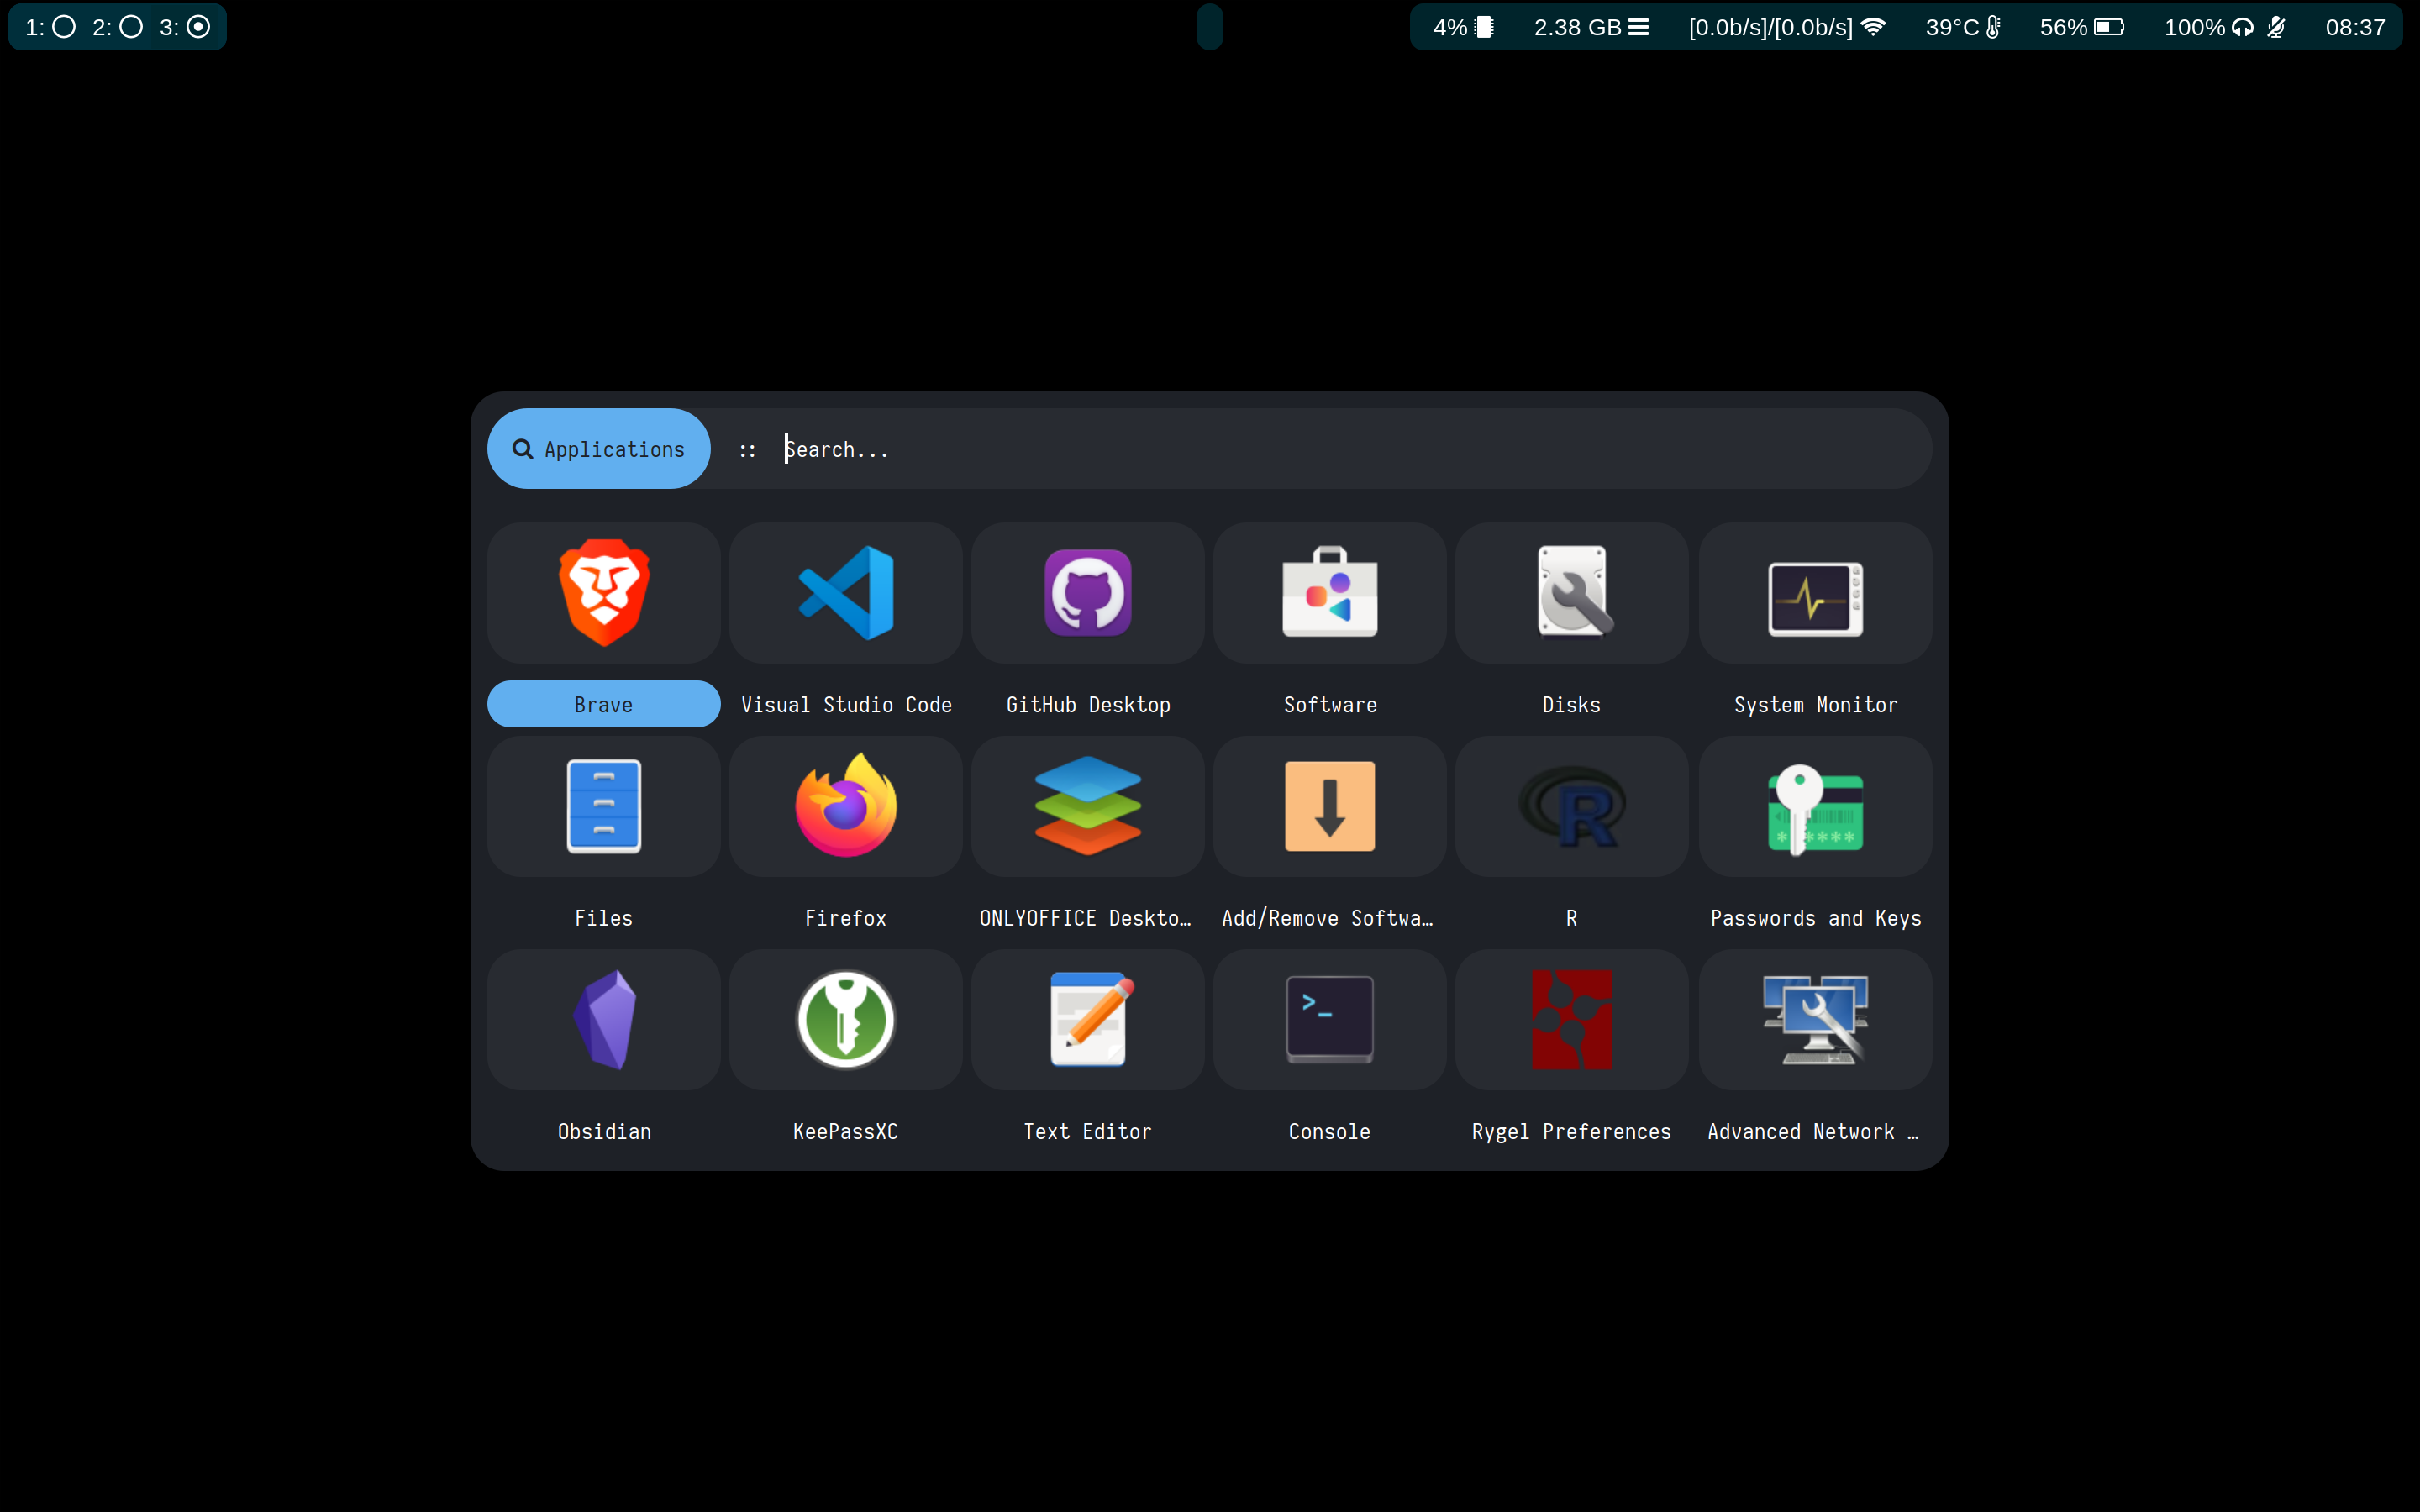 1: 2: 3: 4% 2.38 GB [0.0b/s]/[0.0b/s] 39°C 56% 100% 08:37
Applications :: Search...
Brave Visual Studio Code GitHub Desktop Software Disks System Monitor
Files Firefox ONLYOFFICE Deskto… Add/Remove Softwa… R Passwords and Keys
Obsidian KeePassXC Text Editor Console Rygel Preferences Advanced Network …